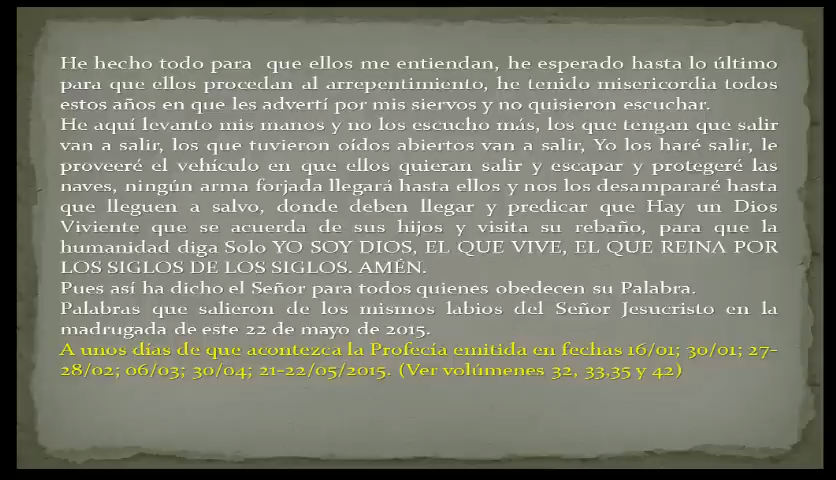 He hecho todo para que ellos me entiendan, he esperado hasta lo último
para que ellos procedan al arrepentimiento, he tenido misericordia todos
estos años en que les advertí por mis siervos y no quisieron escuchar.
He aquí levanto mis manos y no los escucho más, los que tengan que salir
van a salir, los que tuvieron oídos abiertos van a salir, Yo los haré salir, le
proveeré el vehículo en que ellos quieran salir y escapar y protegeré las
naves, ningún arma forjada llegará hasta ellos y nos los desampararé hasta
que lleguen a salvo, donde deben llegar y predicar que Hay un Dios
Viviente que se acuerda de sus hijos y visita su rebaño, para que la
humanidad diga Solo YO SOY DIOS, EL QUE VIVE, EL QUE REINA POR
LOS SIGLOS DE LOS SIGLOS. AMÉN.
Pues así ha dicho el Señor para todos quienes obedecen su Palabra.
Palabras que salieron de los mismos labios del Señor Jesucristo en la
madrugada de este 22 de mayo de 2015.
A unos días de que acontezca la Profecía emitida en fechas 16/01; 30/01; 27-
28/02; 06/03; 30/04; 21-22/05/2015. (Ver volúmenes 32, 33,35 y 42)